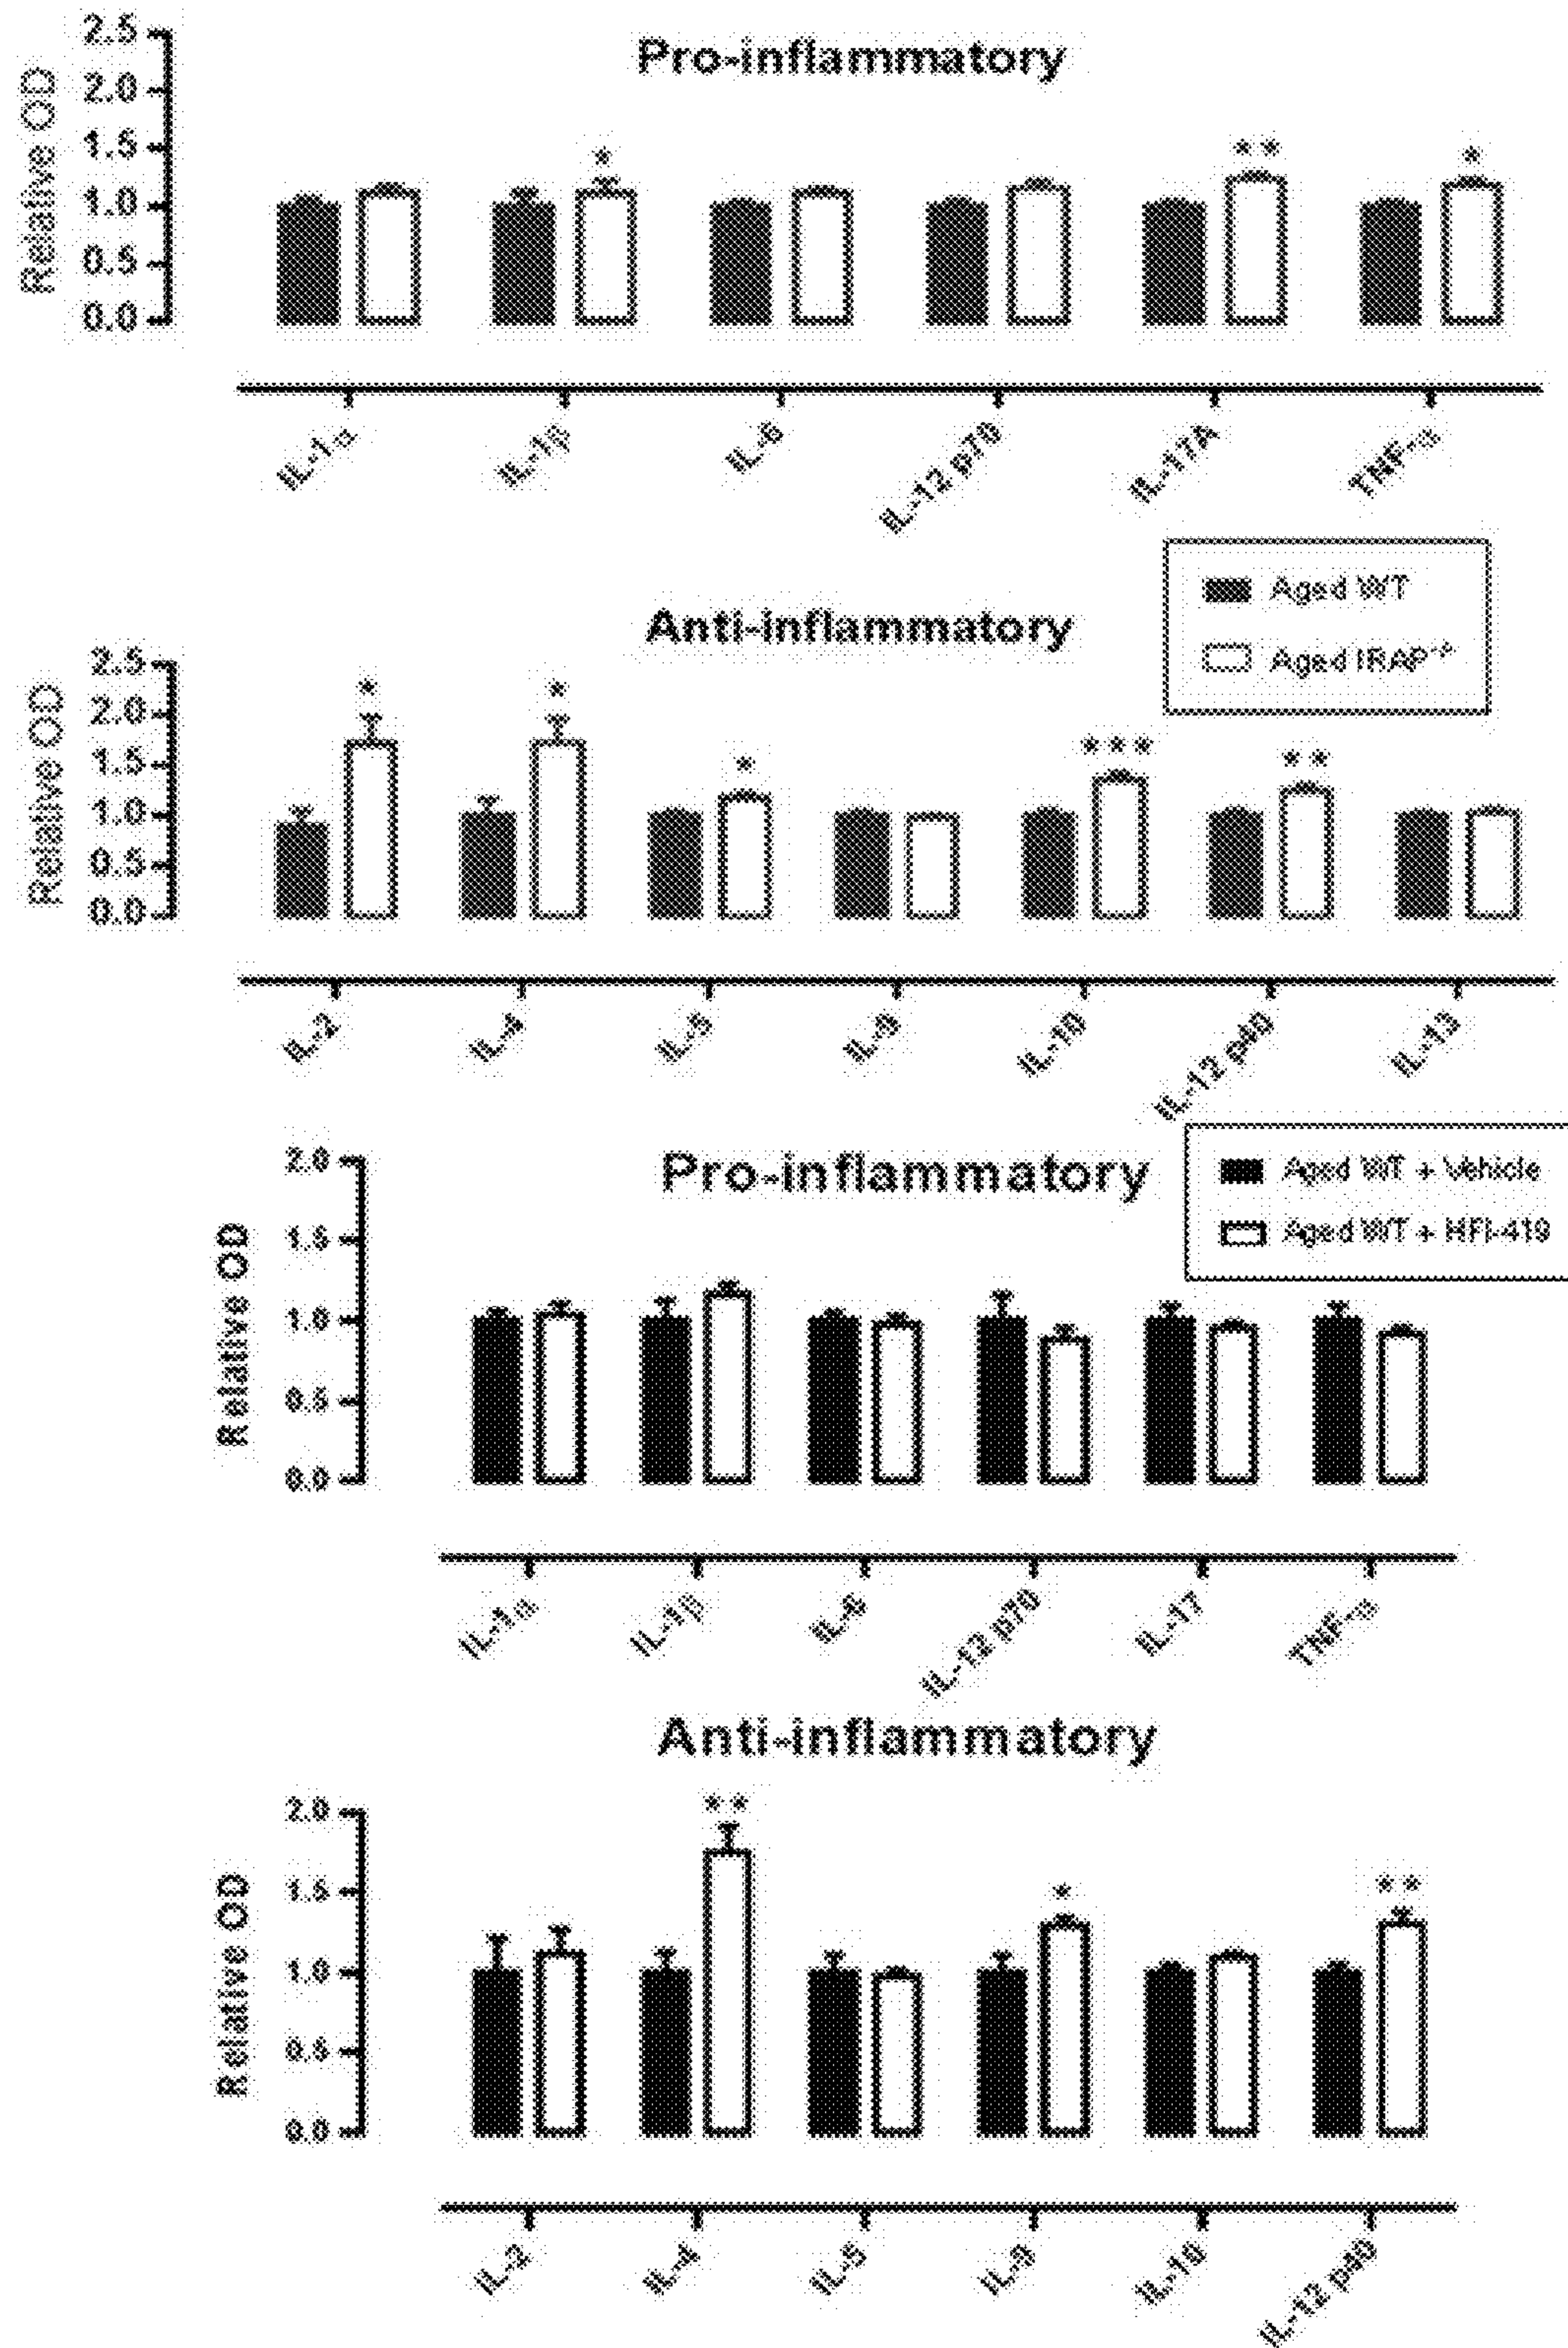 Pro-inflammatory
Relative OD
2.5
2.0
1.5
1.0
0.5
0.0
*
**
*
IL-1α
IL-1β
IL-6
IL-12 p70
IL-17A
TNF-α
Aged WT
Aged IRAP-/-
Anti-inflammatory
Relative OD
2.5
2.0
1.5
1.0
0.5
0.0
*
*
*
***
**
IL-2
IL-4
IL-5
IL-9
IL-10
IL-12 p40
IL-13
Pro-inflammatory
Aged WT + Vehicle
Aged WT + HFI-419
Relative OD
2.0
1.5
1.0
0.5
0.0
IL-1α
IL-1β
IL-6
IL-12 p70
IL-17
TNF-α
Anti-inflammatory
Relative OD
2.0
1.5
1.0
0.5
0.0
**
*
**
IL-2
IL-4
IL-5
IL-9
IL-10
IL-12 p40